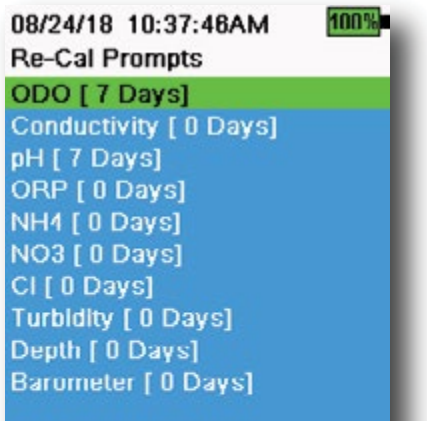 08/24/18 10:37:46AM 100%
Re-Cal Prompts
ODO [ 7 Days]
Conductivity [ 0 Days]
pH [ 7 Days]
ORP [ 0 Days]
NH4 [ 0 Days]
NO3 [ 0 Days]
Cl [ 0 Days]
Turbidity [ 0 Days]
Depth [ 0 Days]
Barometer [ 0 Days]